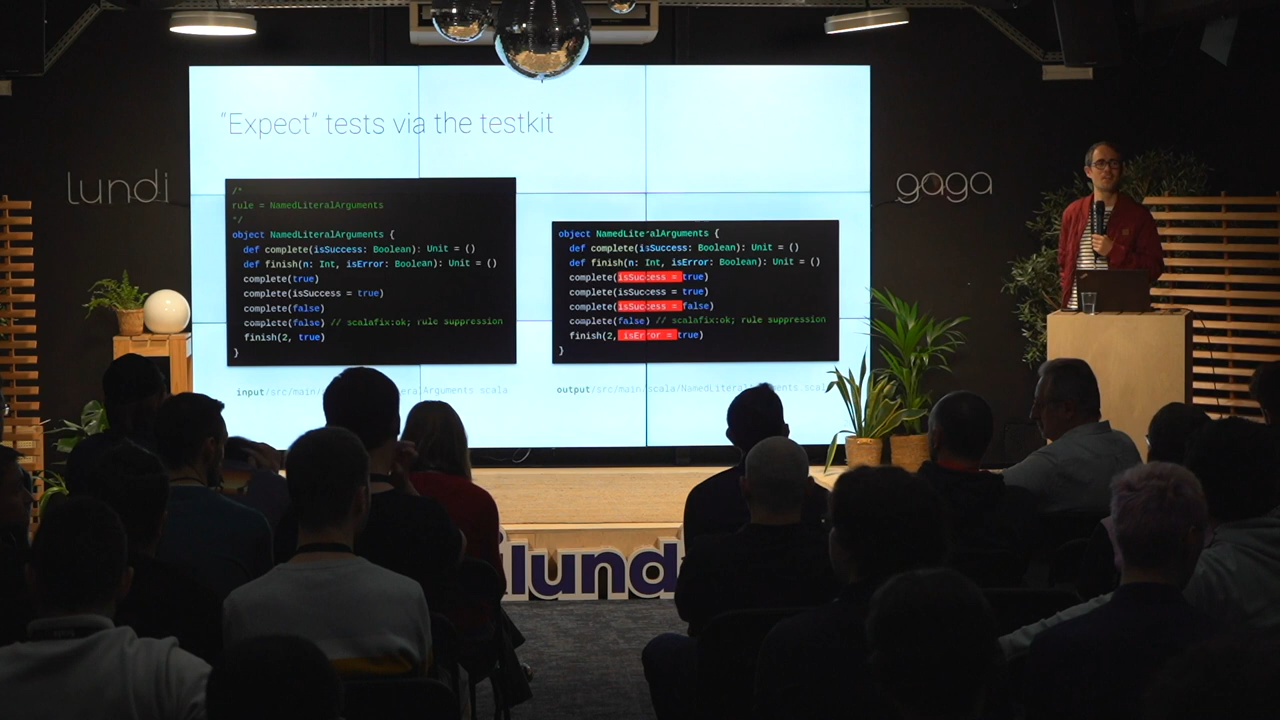 "Expect" tests via the testkit
lundi
gaga
/*
rule = NamedLiteralArguments
*/
object NamedLiteralArguments {
def complete(isSuccess: Boolean): Unit = ()
def finish(n: Int, isError: Boolean): Unit = ()
complete(true)
complete(isSuccess = true)
complete(false)
complete(false) // scalafix:ok; rule suppression
finish(2, true)
}
input/src/main/ eralArguments.scala
object NamedLiteralArguments {
def complete(isSuccess: Boolean): Unit = ()
def finish(n: Int, isError: Boolean): Unit = ()
complete(isSuccess = true)
complete(isSuccess = true)
complete(isSuccess = false)
complete(false) // scalafix:ok; rule suppression
finish(2, isError = true)
}
output/src/main/scala/NamedLiteralArguments.scala
lundi